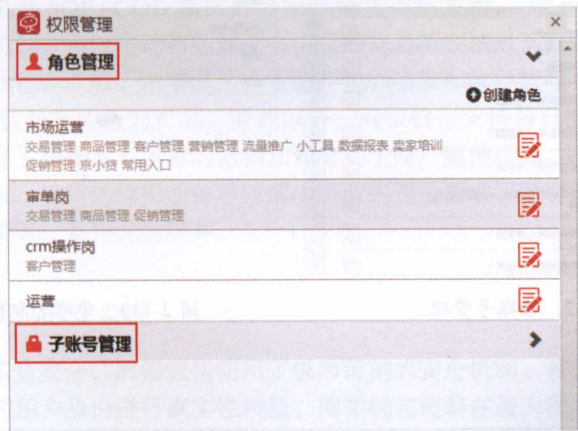 权限管理
角色管理
创建角色
市场运营
交易管理 商品管理 客户管理 营销管理 流量推广 小工具 数据报表 卖家培训
促销管理 京小贷 常用入口
审单岗
交易管理 商品管理 促销管理
crm操作岗
客户管理
运营
子账号管理